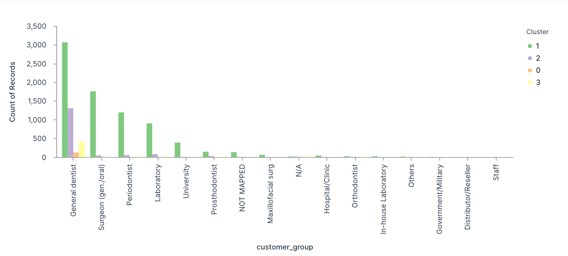 Cluster
1
2
0
3
Count of Records
3,500
3,000
2,500
2,000
1,500
1,000
500
0
General dentist
Surgeon (gen./oral)
Periodontist
Laboratory
University
Prosthodontist
NOT MAPPED
Maxillofacial surg
N/A
Hospital/Clinic
Orthodontist
In-house Laboratory
Others
Government/Military
Distributor/Reseller
Staff
customer_group